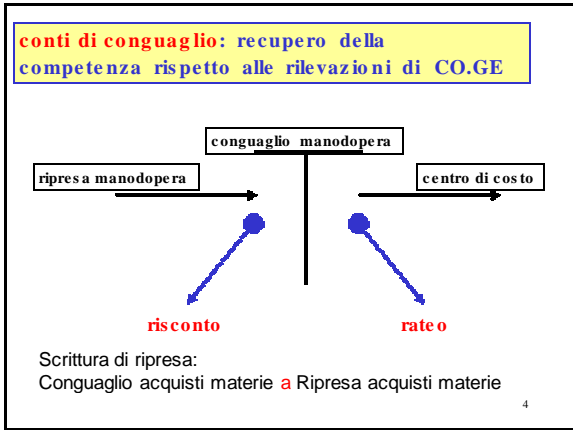 conti di conguaglio: recupero della
competenza rispetto alle rilevazioni di CO.GE
conguaglio manodopera
ripresa manodopera
centro di costo
risconto
rateo
Scrittura di ripresa:
Conguaglio acquisti materie a Ripresa acquisti materie
4